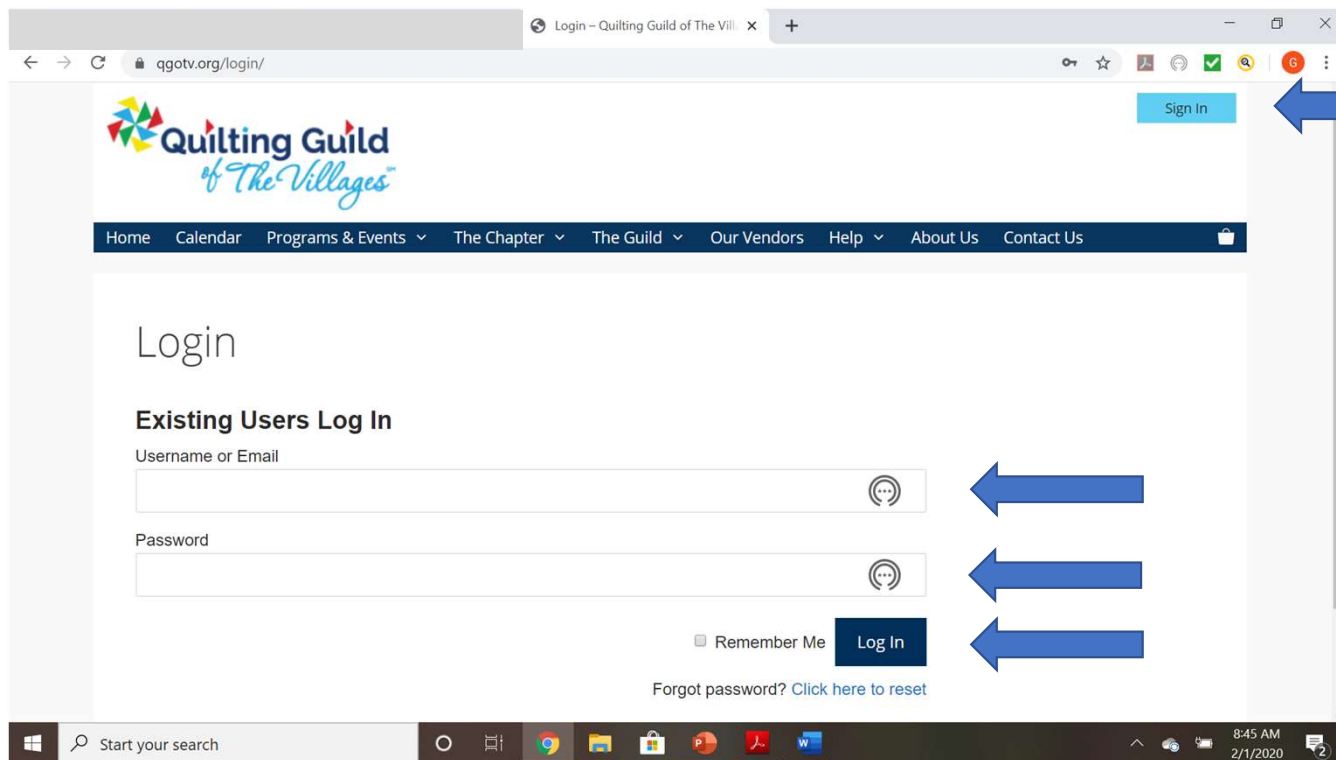 Login – Quilting Guild of The Vill
qgotv.org/login/
G
Sign In
Quilting Guild
of The Villages SM
Home Calendar Programs & Events The Chapter The Guild Our Vendors Help About Us Contact Us
Login
Existing Users Log In
Username or Email
Password
Remember Me Log In
Forgot password? Click here to reset
Start your search
8:45 AM
2/1/2020
2